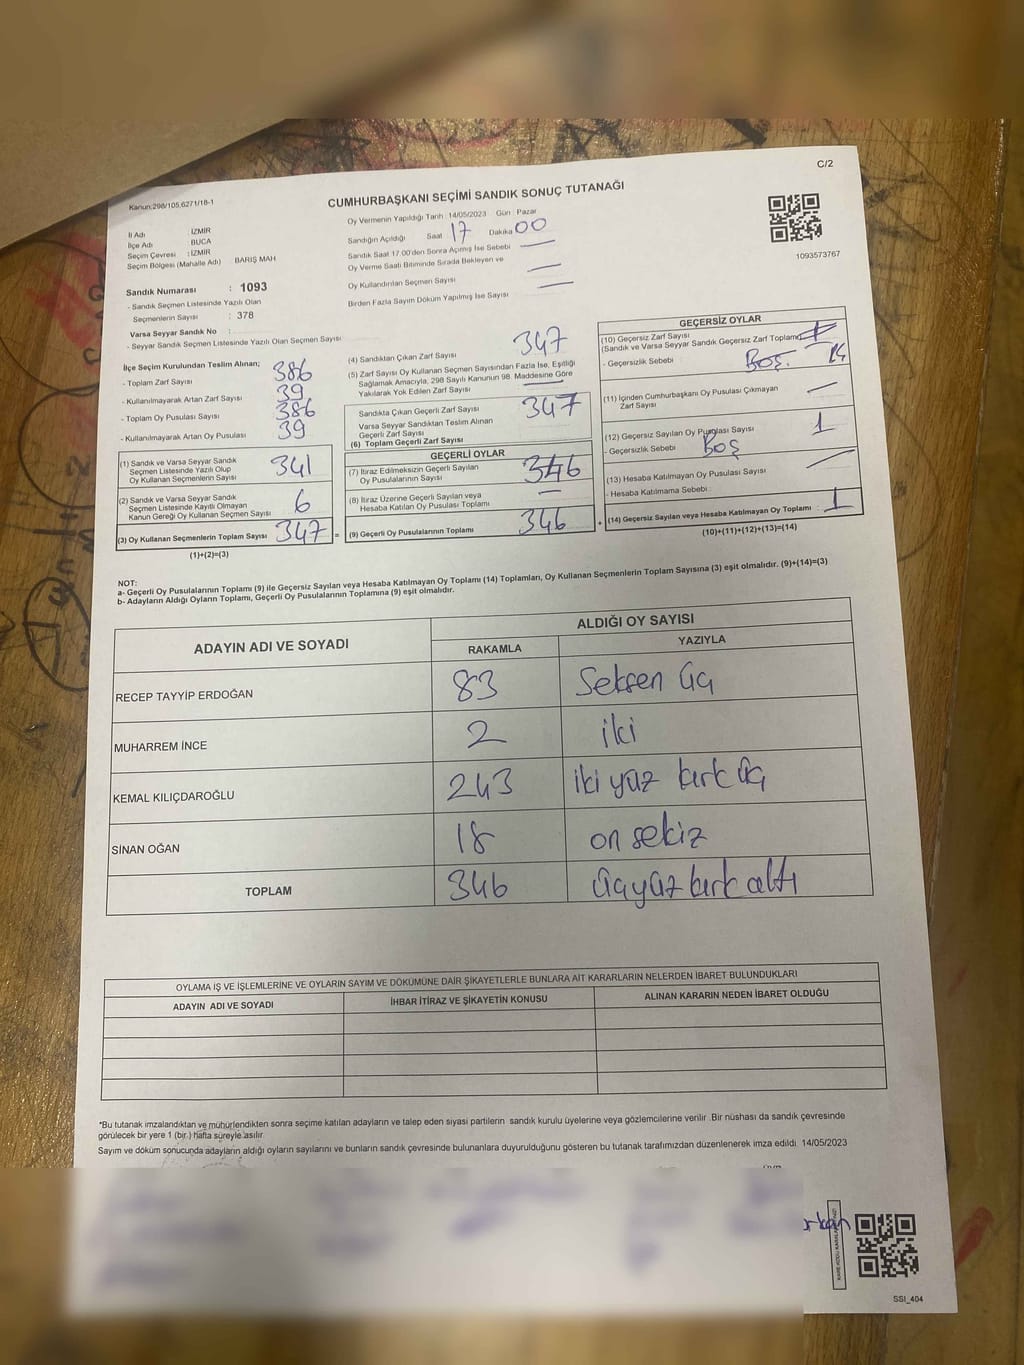 C/2
Kanun:298/105,6271/18-1
CUMHURBAŞKANI SEÇİMİ SANDIK SONUÇ TUTANAĞI
Oy Vermenin Yapıldığı Tarih : 14/05/2023 Gün : Pazar
İl Adı : İZMİR
İlçe Adı : BUCA
Seçim Çevresi : İZMİR
Seçim Bölgesi (Mahalle Adı) BARIŞ MAH
Sandık Numarası : 1093
- Sandık Seçmen Listesinde Yazılı Olan
Seçmenlerin Sayısı : 378
Varsa Seyyar Sandık No :
- Seyyar Sandık Seçmen Listesinde Yazılı Olan Seçmen Sayısı
Sandığın Açıldığı Saat 17 Dakika 00
Sandık Saat 17.00'den Sonra Açımış İse Sebebi —
Oy Verme Saati Bitiminde Sırada Bekleyen ve
Oy Kullandırılan Seçmen Sayısı —
Birden Fazla Sayım Döküm Yapılmış İse Sayısı —
1093573767
İlçe Seçim Kurulundan Teslim Alınan;
- Toplam Zarf Sayısı 386
- Kullanılmayarak Artan Zarf Sayısı 39
- Toplam Oy Pusulası Sayısı 386
- Kullanılmayarak Artan Oy Pusulası 39
(1) Sandık ve Varsa Seyyar Sandık
Seçmen Listesinde Yazılı Olup
Oy Kullanan Seçmenlerin Sayısı 341
(2) Sandık ve Varsa Seyyar Sandık
Seçmen Listesinde Kayıtlı Olmayan
Kanun Gereği Oy Kullanan Seçmen Sayısı 6
(3) Oy Kullanan Seçmenlerin Toplam Sayısı 347 =
(1)+(2)=(3)
(4) Sandıktan Çıkan Zarf Sayısı 347
(5) Zarf Sayısı Oy Kullanan Seçmen Sayısından Fazla İse, Eşitliği
Sağlamak Amacıyla, 298 Sayılı Kanunun 98. Maddesine Göre
Yakılarak Yok Edilen Zarf Sayısı —
Sandıkta Çıkan Geçerli Zarf Sayısı 347
Varsa Seyyar Sandıktan Teslim Alınan
Geçerli Zarf Sayısı
(6) Toplam Geçerli Zarf Sayısı
GEÇERLİ OYLAR
(7) İtiraz Edilmeksizin Geçerli Sayılan
Oy Pusulalarının Sayısı 346
(8) İtiraz Üzerine Geçerli Sayılan veya
Hesaba Katılan Oy Pusulası Toplamı —
(9) Geçerli Oy Pusulalarının Toplamı 346 +
GEÇERSİZ OYLAR
(10) Geçersiz Zarf Sayısı
(Sandık ve Varsa Seyyar Sandık Geçersiz Zarf Toplamı)
- Geçersizlik Sebebi : Boş.
(11) İçinden Cumhurbaşkanı Oy Pusulası Çıkmayan
Zarf Sayısı —
(12) Geçersiz Sayılan Oy Pusulası Sayısı 1
- Geçersizlik Sebebi : Boş
(13) Hesaba Katılmayan Oy Pusulası Sayısı —
- Hesaba Katılmama Sebebi :
(14) Geçersiz Sayılan veya Hesaba Katılmayan Oy Toplamı : 1
(10)+(11)+(12)+(13)=(14)
NOT:
a- Geçerli Oy Pusulalarının Toplamı (9) ile Geçersiz Sayılan veya Hesaba Katılmayan Oy Toplamı (14) Toplamları, Oy Kullanan Seçmenlerin Toplam Sayısına (3) eşit olmalıdır. (9)+(14)=(3)
b- Adayların Aldığı Oyların Toplamı, Geçerli Oy Pusulalarının Toplamına (9) eşit olmalıdır.
ADAYIN ADI VE SOYADI ALDIĞI OY SAYISI
RAKAMLA YAZIYLA
RECEP TAYYİP ERDOĞAN 83 Seksen üç
MUHARREM İNCE 2 iki
KEMAL KILIÇDAROĞLU 243 iki yüz kırk üç
SİNAN OĞAN 18 on sekiz
TOPLAM 346 üçyüz kırk altı
OYLAMA İŞ VE İŞLEMLERİNE VE OYLARIN SAYIM VE DÖKÜMÜNE DAİR ŞİKAYETLERLE BUNLARA AİT KARARLARIN NELERDEN İBARET BULUNDUKLARI
ADAYIN ADI VE SOYADI İHBAR İTİRAZ VE ŞİKAYETİN KONUSU ALINAN KARARIN NEDEN İBARET OLDUĞU
*Bu tutanak imzalandıktan ve mühürlendikten sonra seçime katılan adayların ve talep eden siyasi partilerin sandık kurulu üyelerine veya gözlemcilerine verilir .Bir nüshası da sandık çevresinde
görülecek bir yere 1 (bir ) hafta süreyle asılır.
Sayım ve döküm sonucunda adayların aldığı oyların sayılarını ve bunların sandık çevresinde bulunanlara duyurulduğunu gösteren bu tutanak tarafımızdan düzenlenerek imza edildi. 14/05/2023
SSI_404